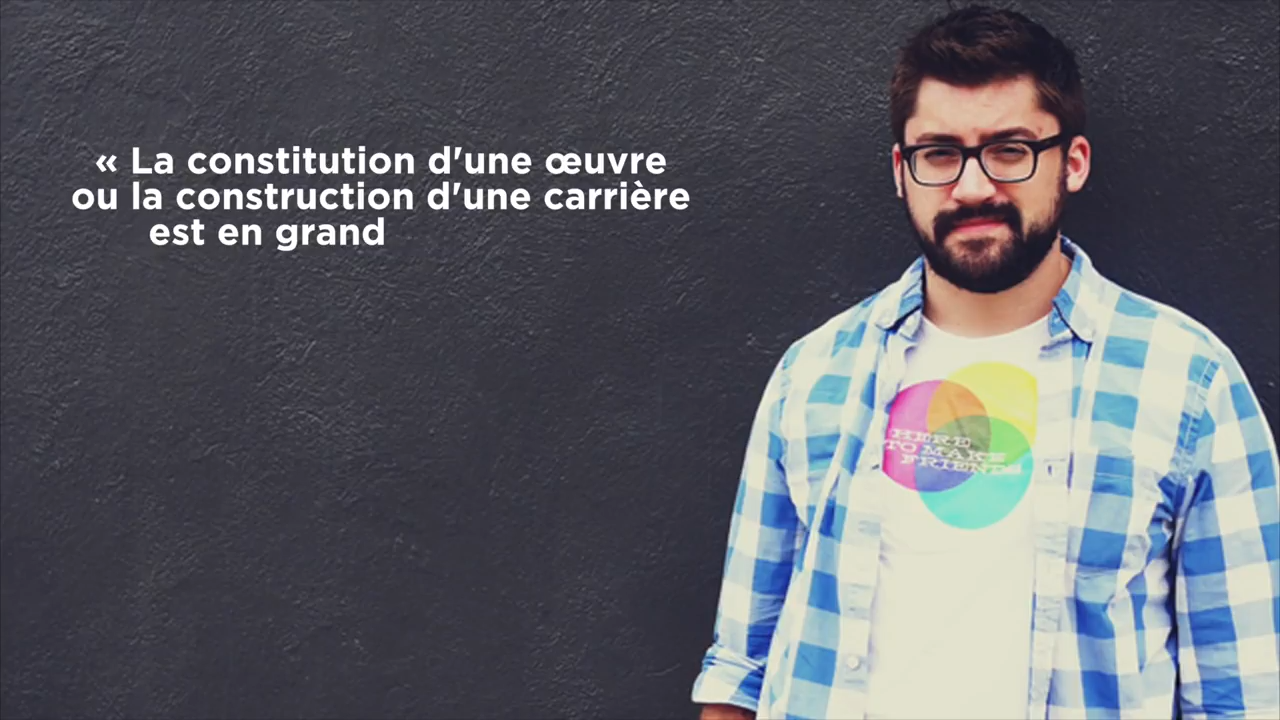 « La constitution d'une œuvre
ou la construction d'une carrière
est en grand
HERE
TO MAKE
FRIENDS